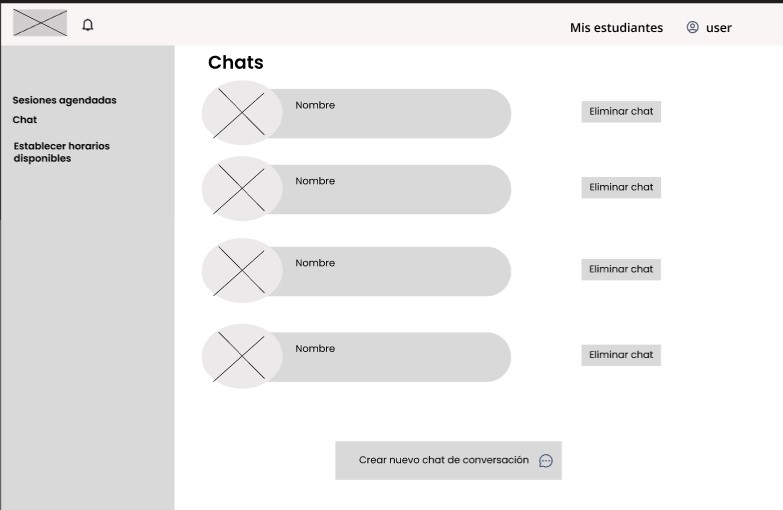 Mis estudiantes
user
Sesiones agendadas
Chat
Establecer horarios
disponibles
Chats
Nombre
Eliminar chat
Nombre
Eliminar chat
Nombre
Eliminar chat
Nombre
Eliminar chat
Crear nuevo chat de conversación